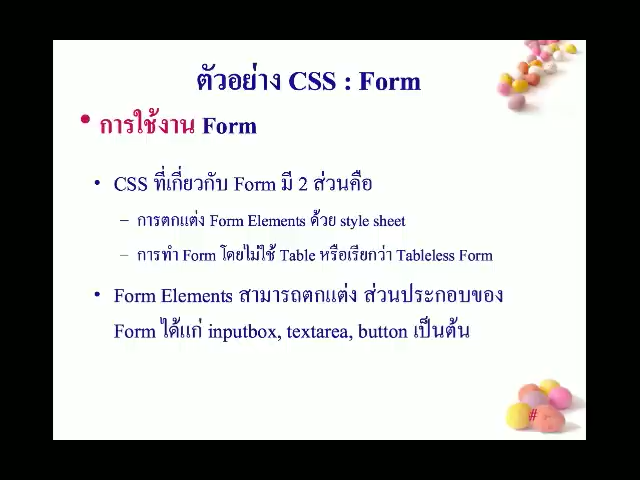 ตัวอย่าง CSS : Form
• การใช้งาน Form
• CSS ที่เกี่ยวกับ Form มี 2 ส่วนคือ
– การตกแต่ง Form Elements ด้วย style sheet
– การทำ Form โดยไม่ใช้ Table หรือเรียกว่า Tableless Form
• Form Elements สามารถตกแต่ง ส่วนประกอบของ
Form ได้แก่ inputbox, textarea, button เป็นต้น
#